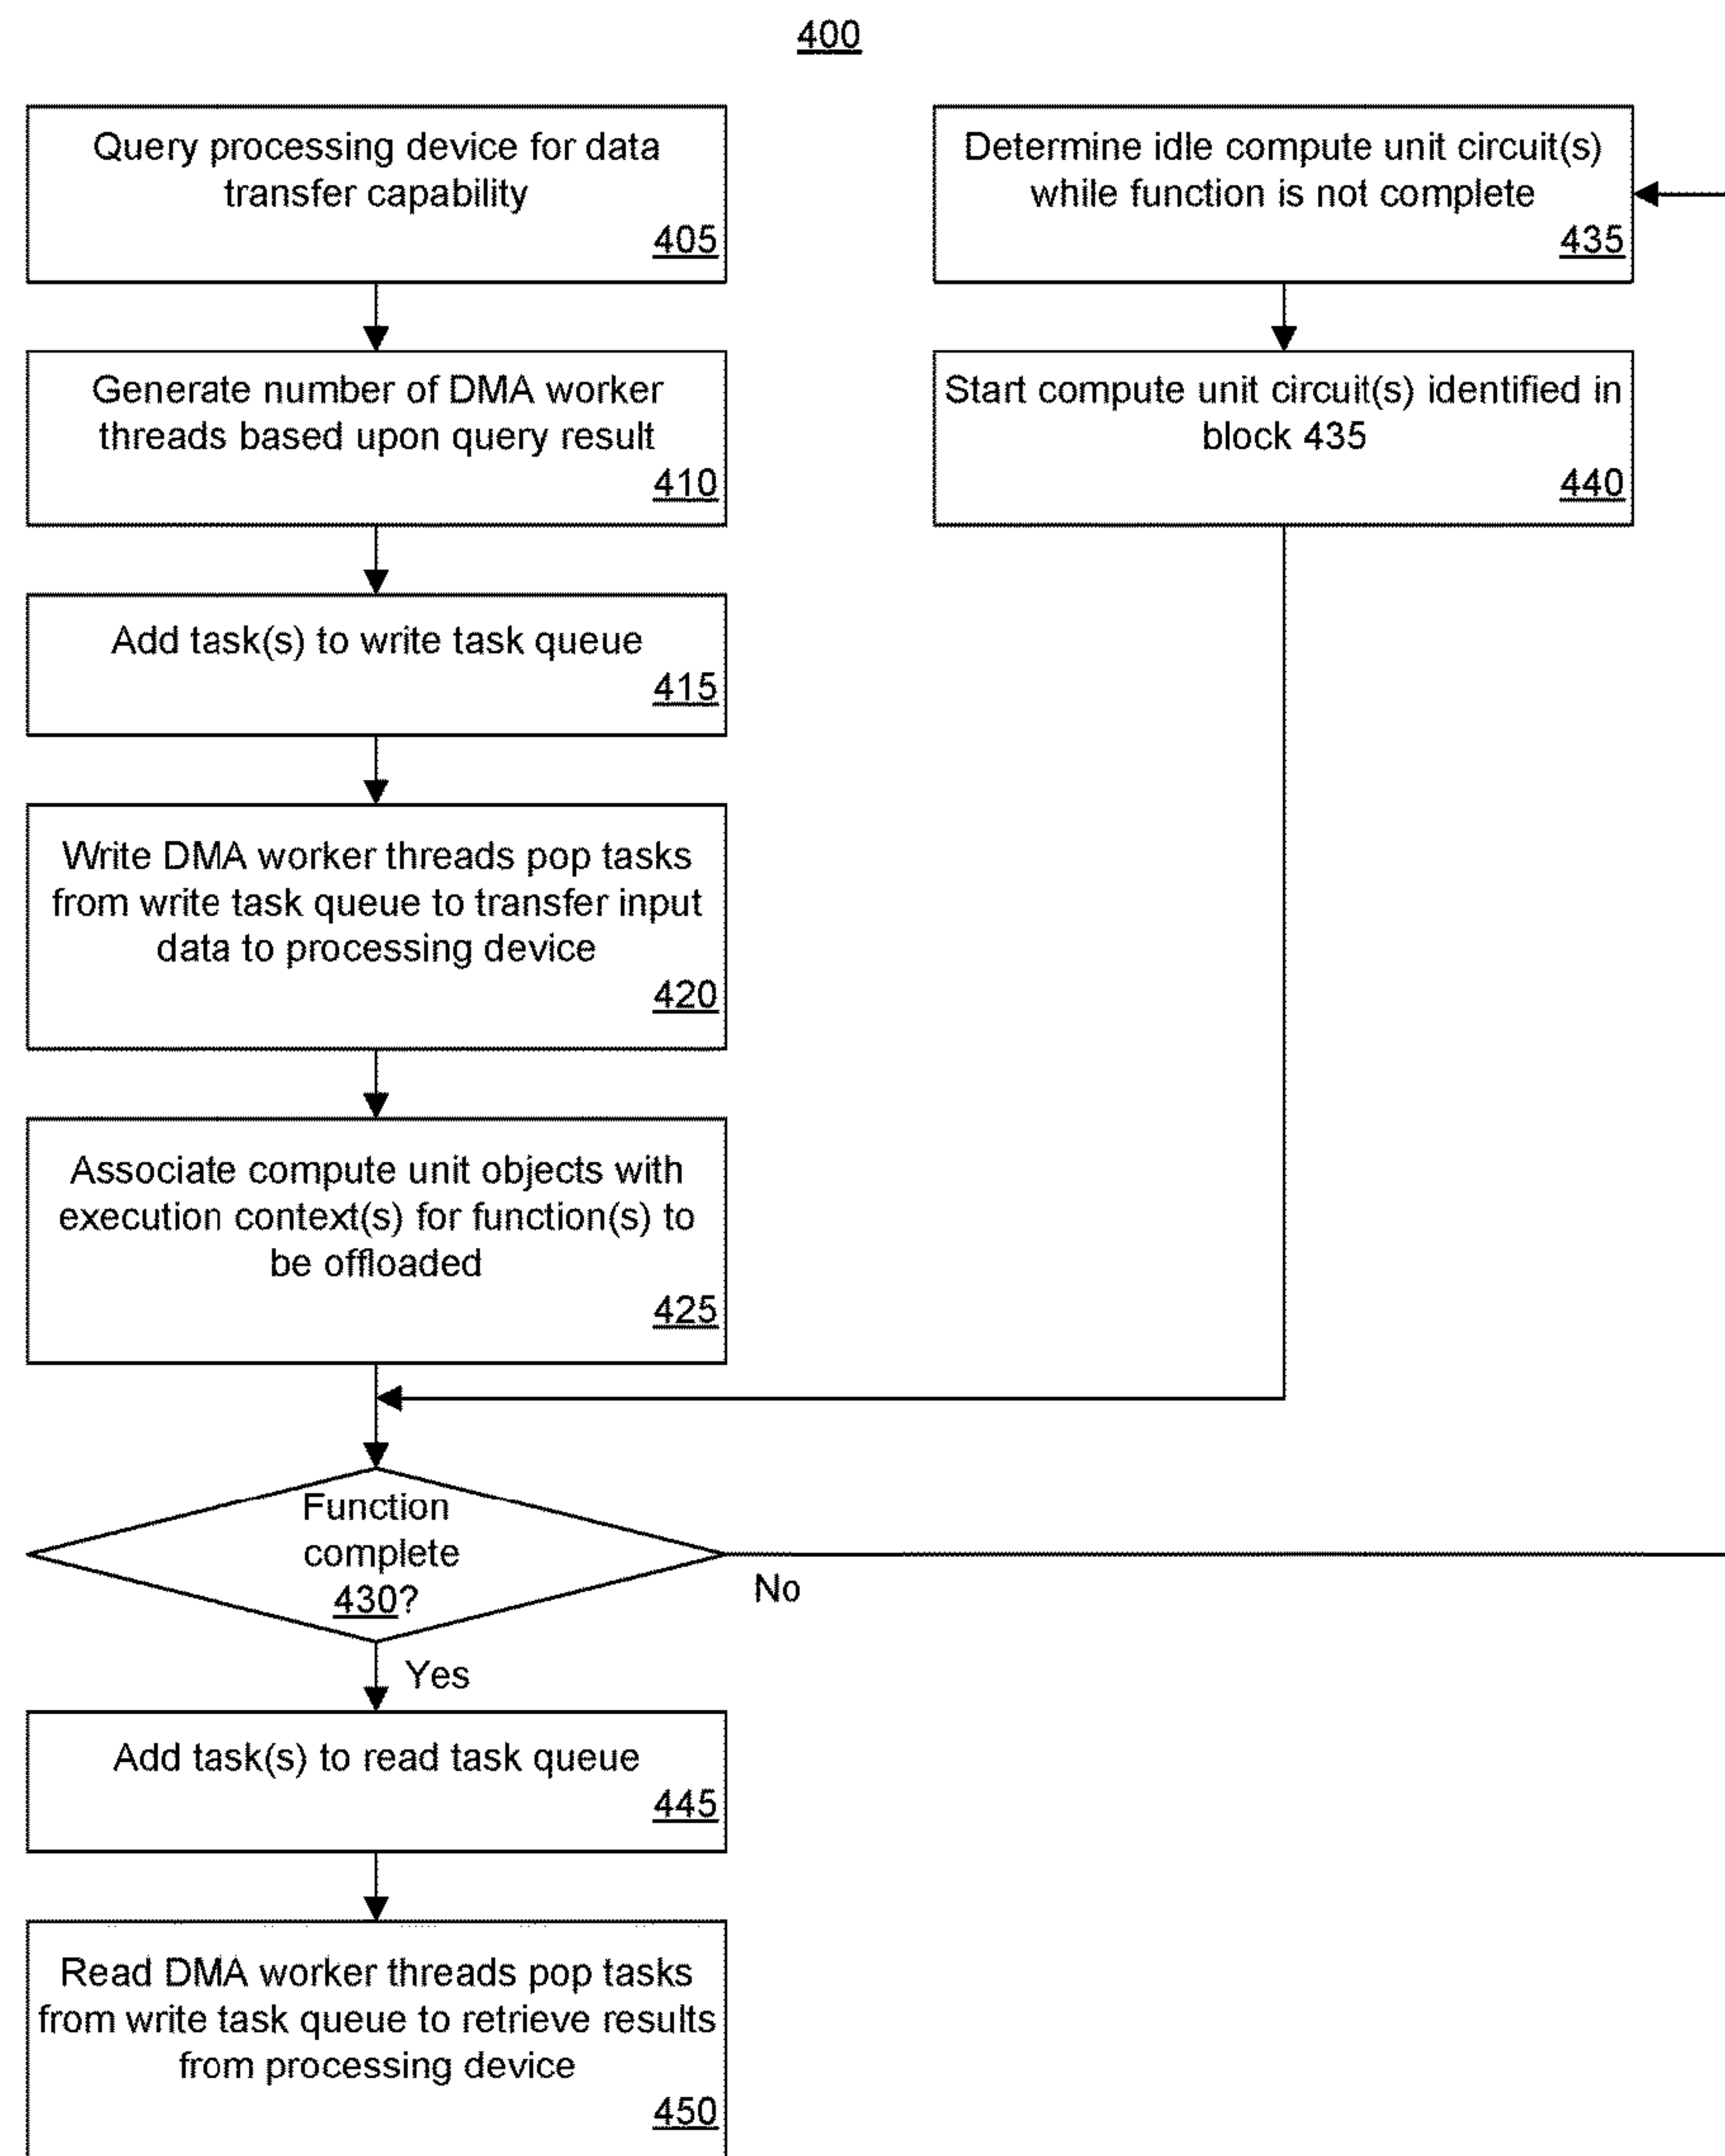 400
Query processing device for data
transfer capability
405
Generate number of DMA worker
threads based upon query result
410
Add task(s) to write task queue
415
Write DMA worker threads pop tasks
from write task queue to transfer input
data to processing device
420
Associate compute unit objects with
execution context(s) for function(s) to
be offloaded
425
Function
complete
430?
No
Yes
Add task(s) to read task queue
445
Read DMA worker threads pop tasks
from write task queue to retrieve results
from processing device
450
Determine idle compute unit circuit(s)
while function is not complete
435
Start compute unit circuit(s) identified in
block 435
440